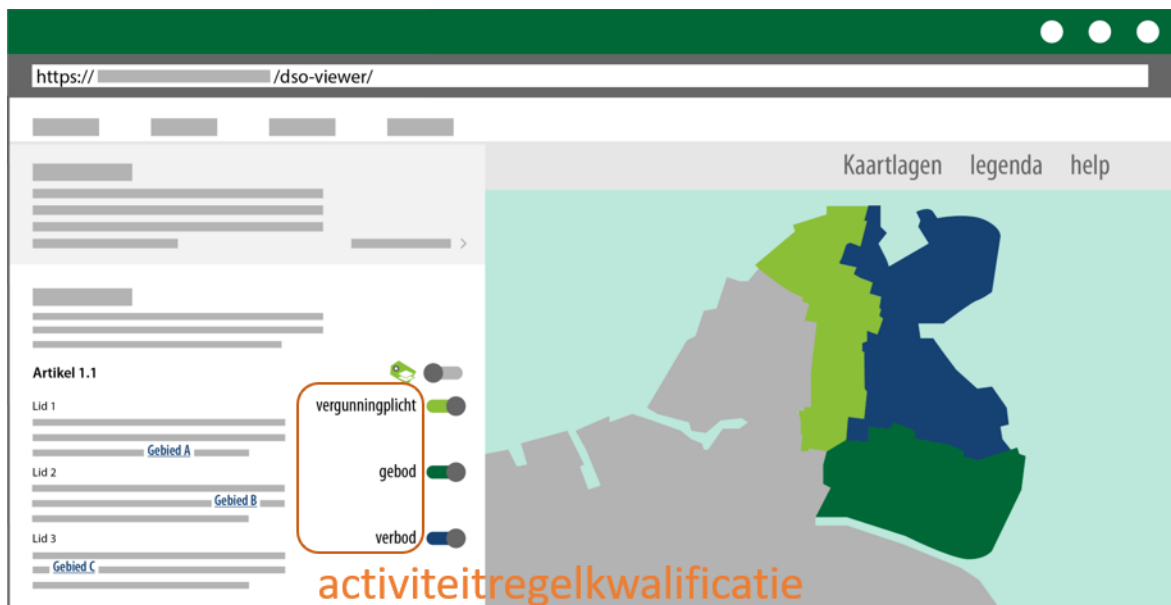 https:// /dso-viewer/
Kaartlagen legenda help
Artikel 1.1
Lid 1
vergunningplicht
Gebied A
Lid 2
gebod
Gebied B
Lid 3
verbod
Gebied C
activiteitregelkwalificatie